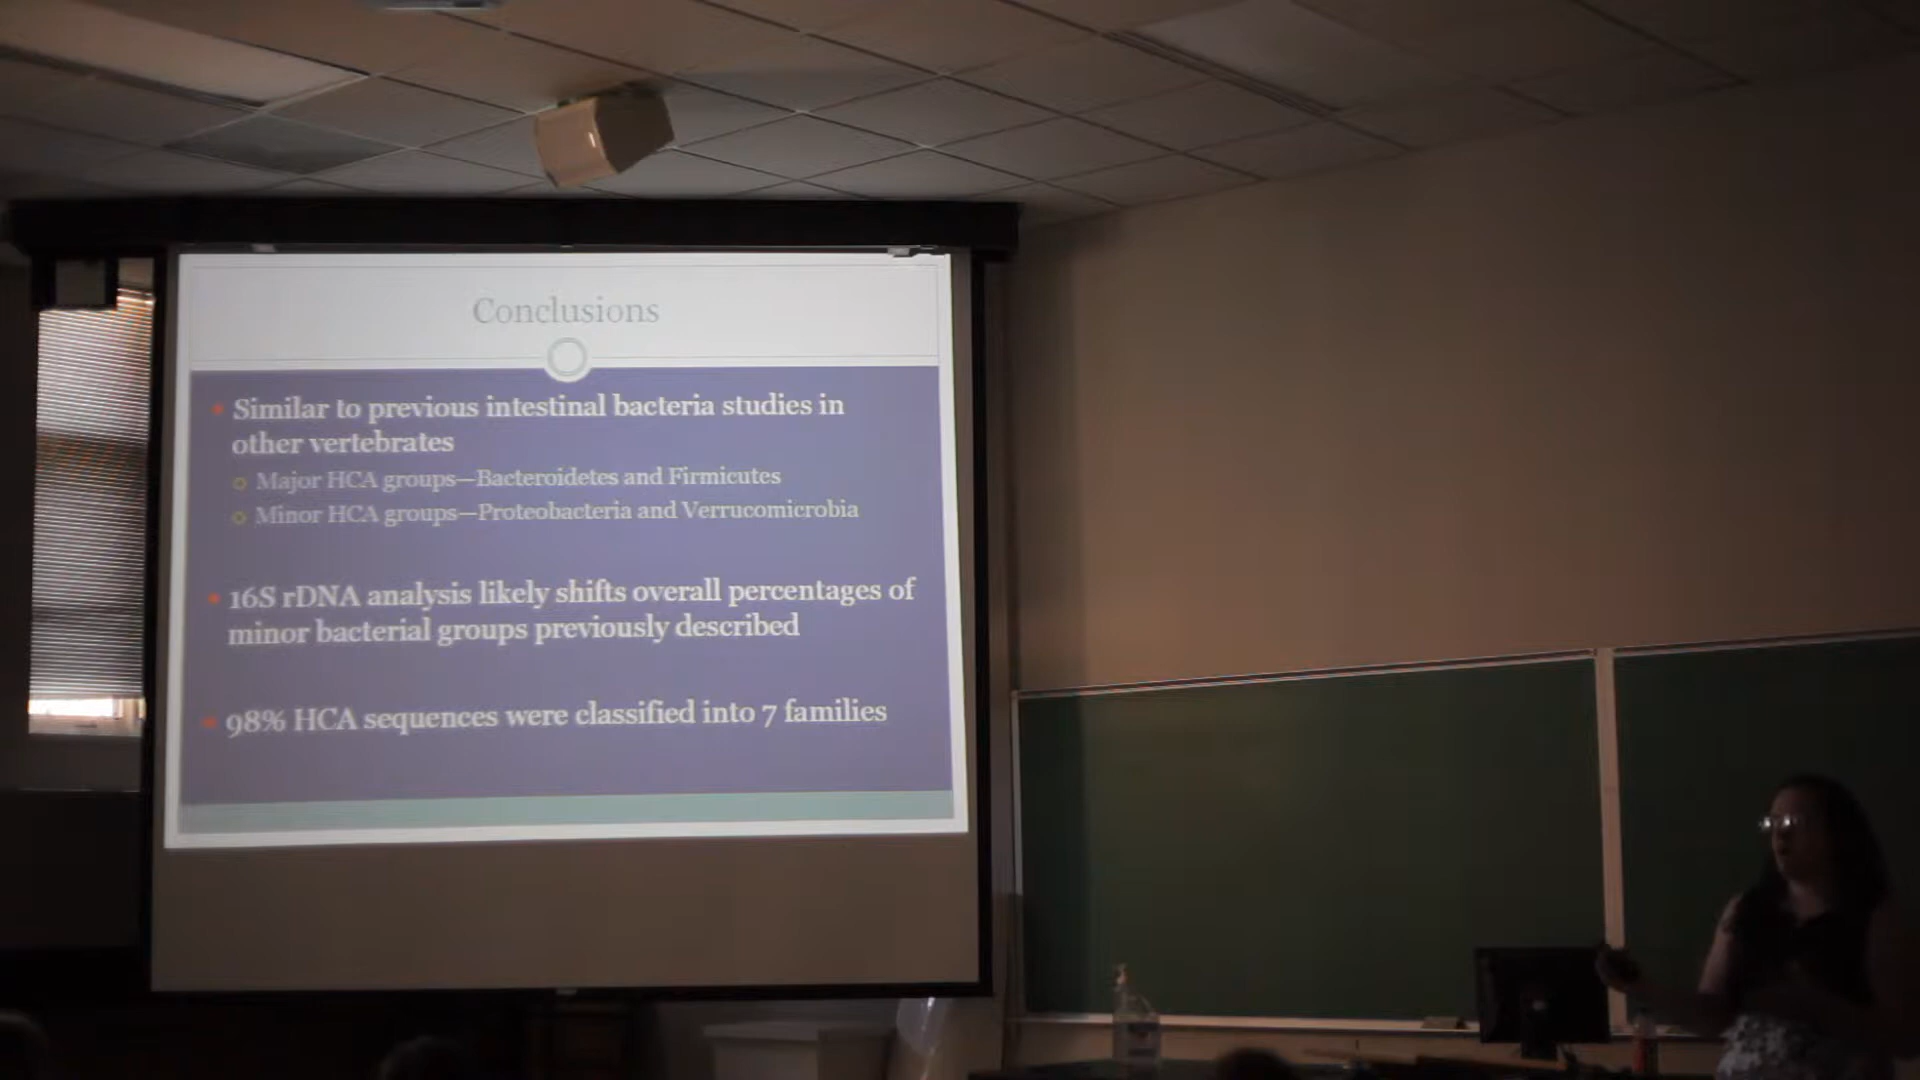 Conclusions
Similar to previous intestinal bacteria studies in
other vertebrates
Major HCA groups—Bacteroidetes and Firmicutes
Minor HCA groups—Proteobacteria and Verrucomicrobia
16S rDNA analysis likely shifts overall percentages of
minor bacterial groups previously described
98% HCA sequences were classified into 7 families